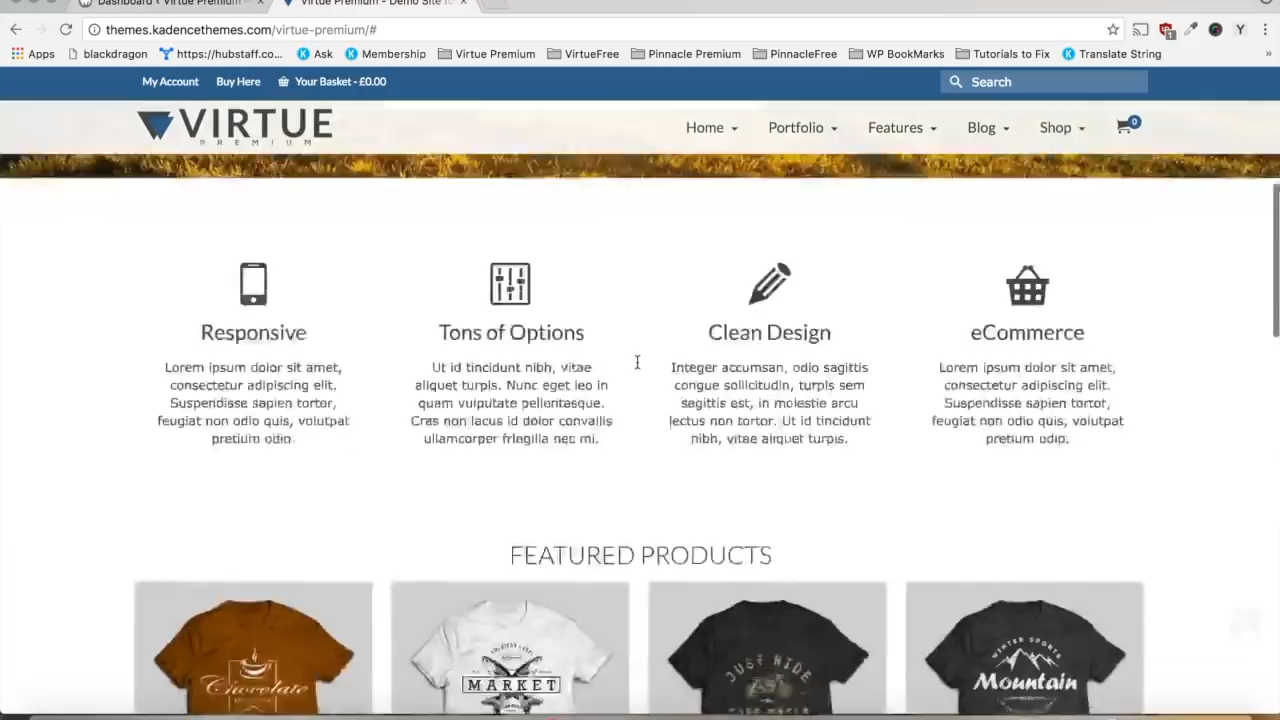 Dashboard ‹ Virtue Premium –
Virtue Premium – Demo Site fo
themes.kadencethemes.com/virtue-premium/#
Apps blackdragon https://hubstaff.co... Ask Membership Virtue Premium VirtueFree Pinnacle Premium PinnacleFree WP BookMarks Tutorials to Fix Translate String »
My Account Buy Here Your Basket - £0.00 Search
VIRTUE
PREMIUM
Home Portfolio Features Blog Shop 0
Responsive
Lorem ipsum dolor sit amet,
consectetur adipiscing elit.
Suspendisse sapien tortor,
feugiat non odio quis, volutpat
pretium odio.
Tons of Options
Ut id tincidunt nibh, vitae
aliquet turpis. Nunc eget leo in
quam vulputate pellentesque.
Cras non lacus id dolor convallis
ullamcorper fringilla nec mi.
Clean Design
Integer accumsan, odio sagittis
congue sollicitudin, turpis sem
sagittis est, in molestie arcu
lectus non tortor. Ut id tincidunt
nibh, vitae aliquet turpis.
eCommerce
Lorem ipsum dolor sit amet,
consectetur adipiscing elit.
Suspendisse sapien tortor,
feugiat non odio quis, volutpat
pretium odio.
FEATURED PRODUCTS
Chocolate
MARKET
JUST RIDE
WINTER SPORTS
Mountain